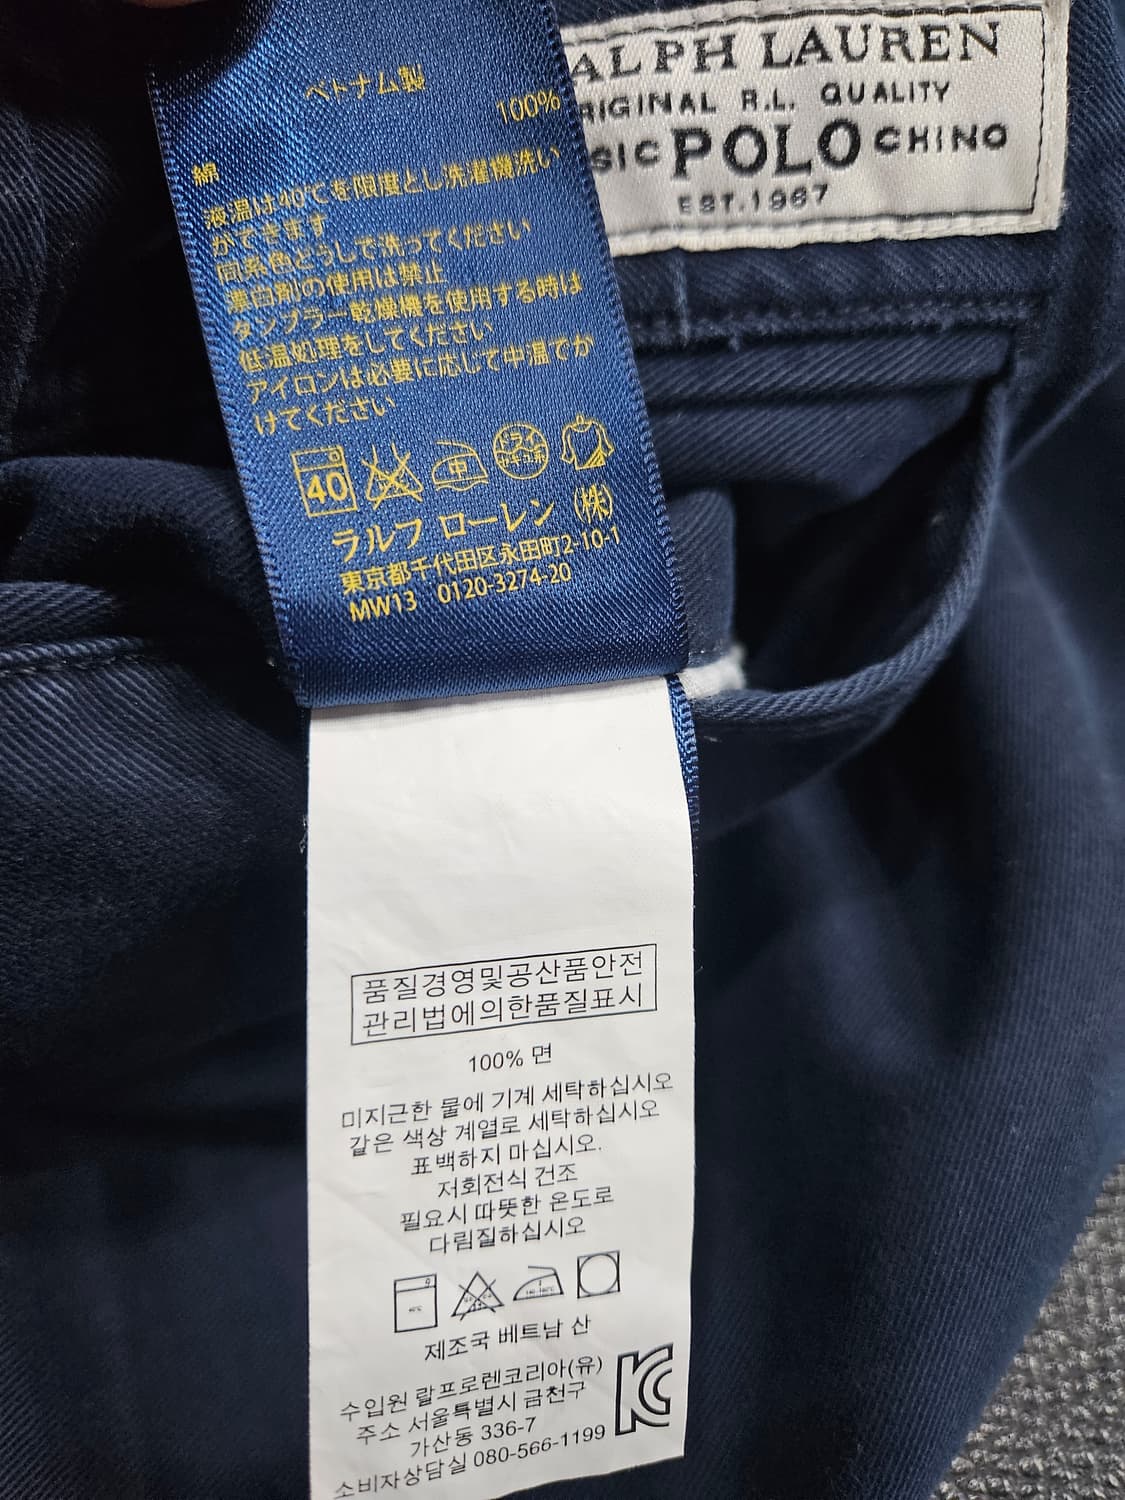 ALPH LAUREN
RIGINAL R.L. QUALITY
SIC POLO CHINO
EST. 1967
ベトナム製
100%
綿
液温は40℃を限度とし洗濯機洗い
ができます
同系色どうしで洗ってください
漂白剤の使用は禁止
タンブラー乾燥機を使用する時は
低温処理をしてください
アイロンは必要に応じて中温でか
けてください
40 中 ドライ
ラルフ ローレン (株)
東京都千代田区永田町2-10-1
MW13 0120-3274-20
품질경영및공산품안전
관리법에의한품질표시
100% 면
미지근한 물에 기계 세탁하십시오
같은 색상 계열로 세탁하십시오
표백하지 마십시오.
저회전식 건조
필요시 따뜻한 온도로
다림질하십시오
제조국 베트남 산
수입원 랄프로렌코리아(유)
주소 서울특별시 금천구
가산동 336-7
소비자상담실 080-566-1199